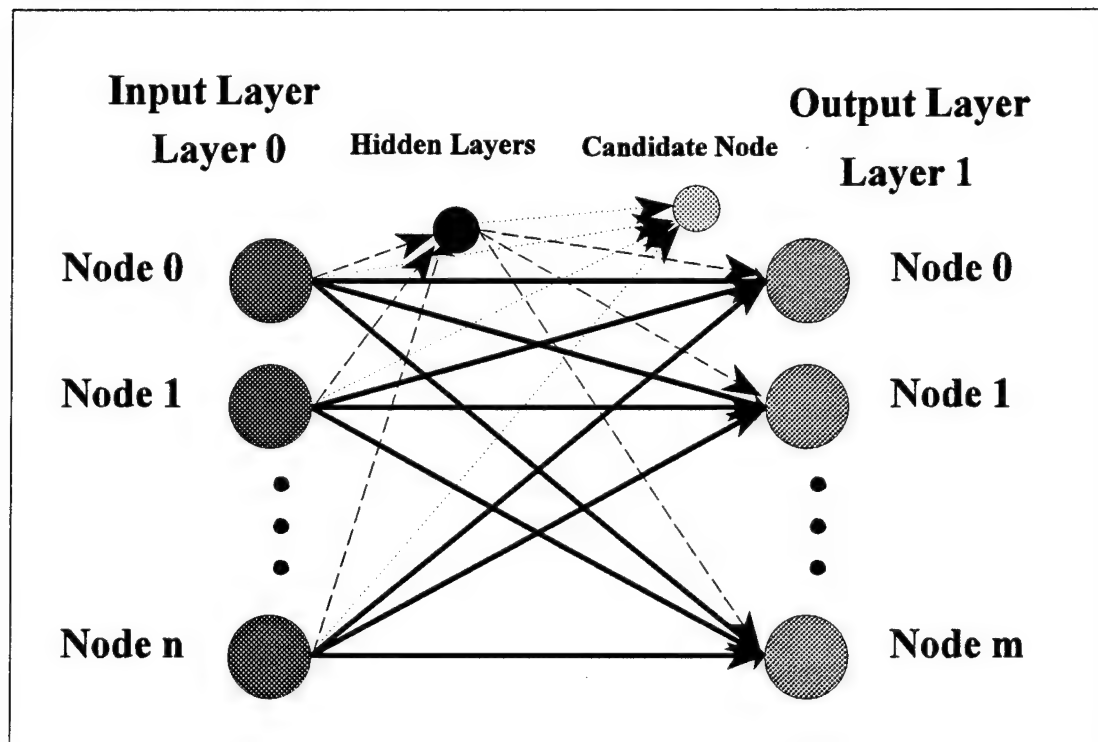 Input Layer
Layer 0
Hidden Layers
Candidate Node
Output Layer
Layer 1
Node 0
Node 0
Node 1
Node 1
Node n
Node m